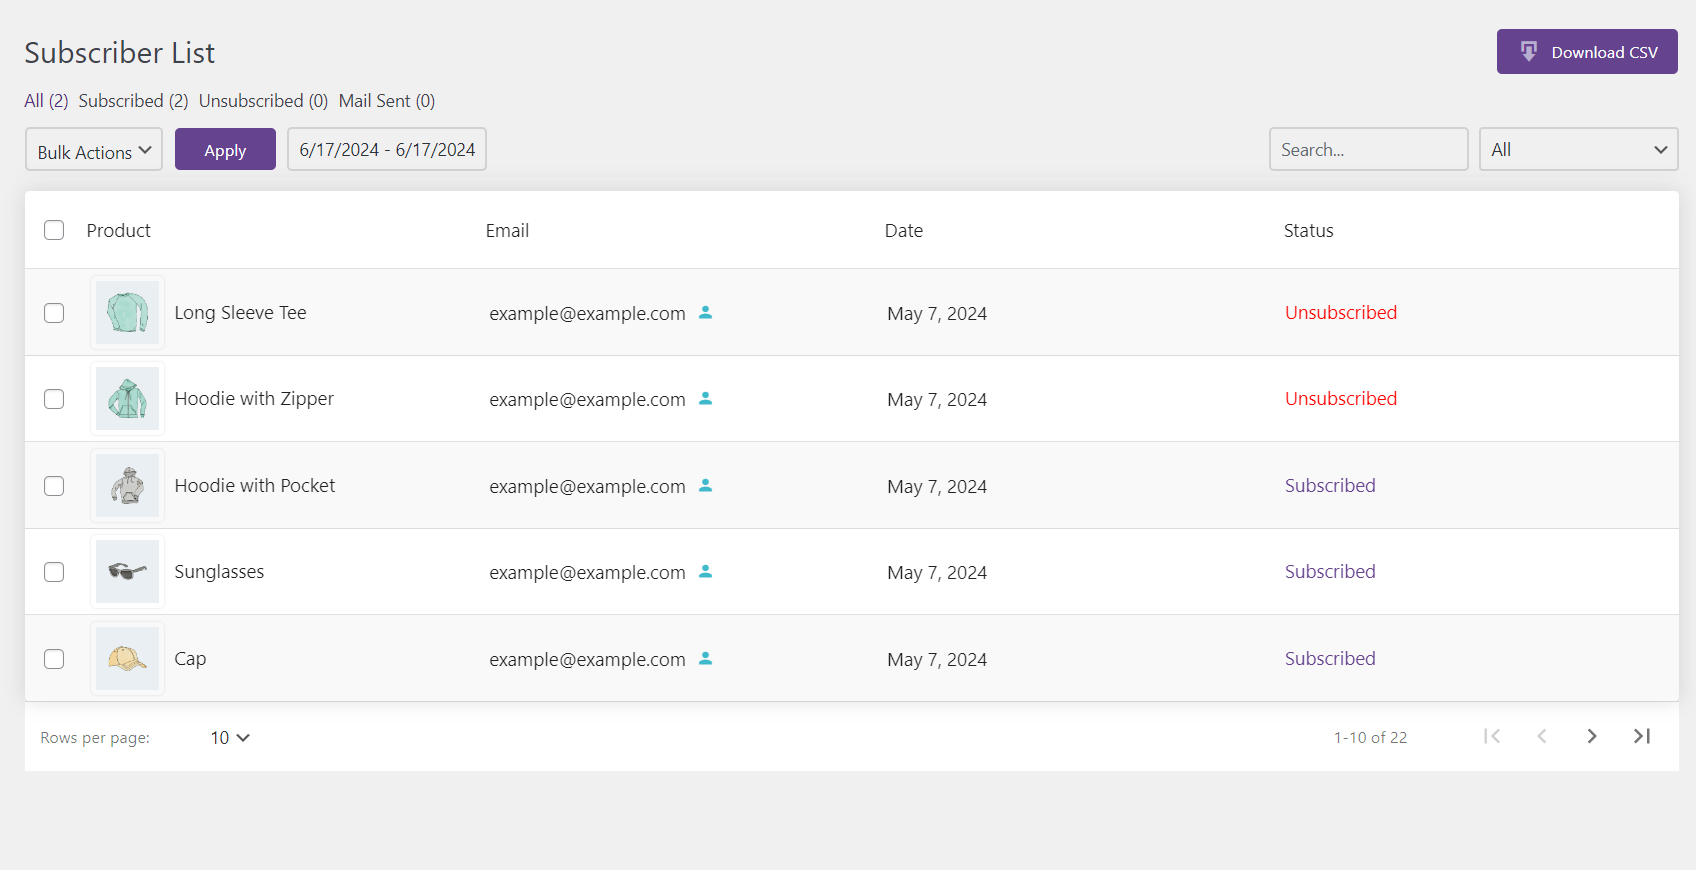 Subscriber List
Download CSV
All (2) Subscribed (2) Unsubscribed (0) Mail Sent (0)
Bulk Actions Apply 6/17/2024 - 6/17/2024 Search... All
Product Email Date Status
Long Sleeve Tee example@example.com May 7, 2024 Unsubscribed
Hoodie with Zipper example@example.com May 7, 2024 Unsubscribed
Hoodie with Pocket example@example.com May 7, 2024 Subscribed
Sunglasses example@example.com May 7, 2024 Subscribed
Cap example@example.com May 7, 2024 Subscribed
Rows per page: 10 1-10 of 22